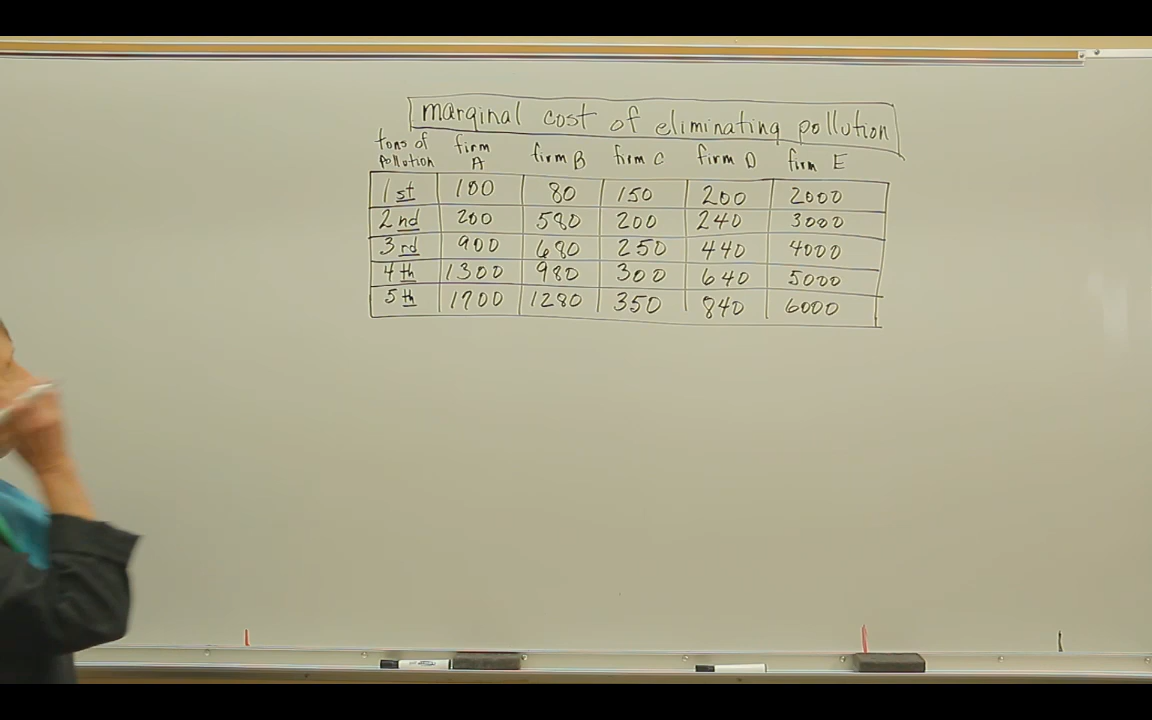 marginal cost of eliminating pollution
tons of pollution firm A firm B firm C firm D firm E
1st 100 80 150 200 2000
2nd 200 580 200 240 3000
3rd 900 680 250 440 4000
4th 1300 980 300 640 5000
5th 1700 1280 350 840 6000